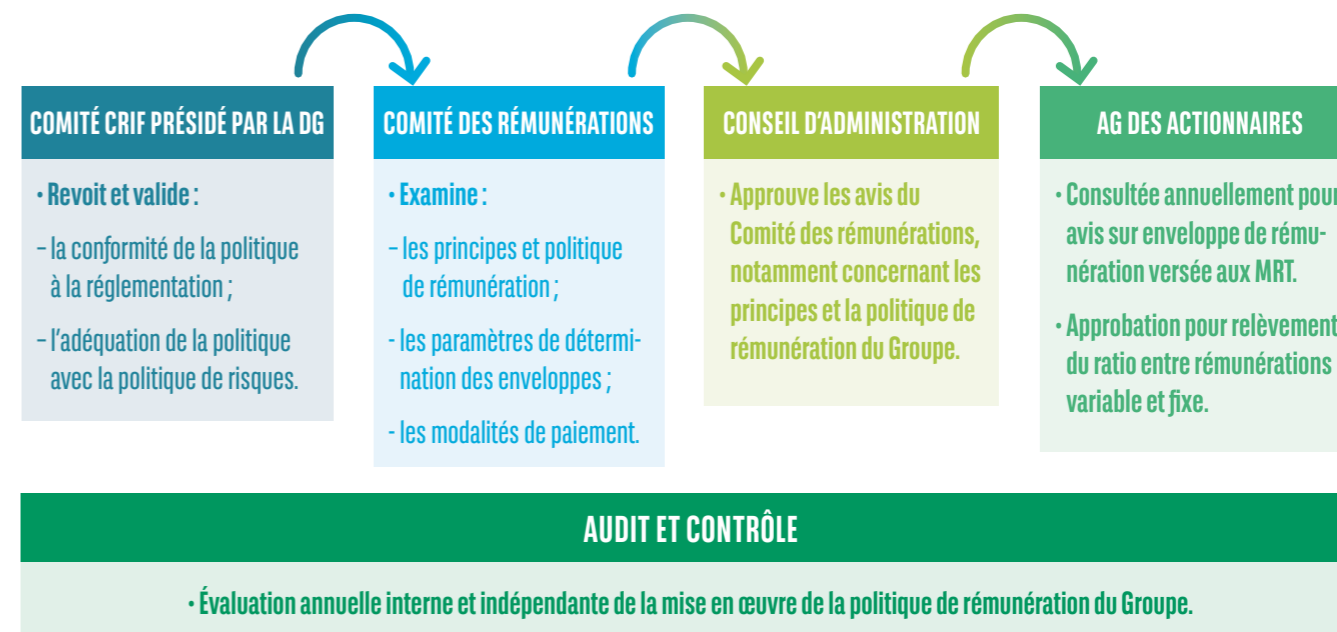 COMITÉ CRIF PRÉSIDÉ PAR LA DG
• Revoit et valide :
– la conformité de la politique
à la réglementation ;
– l'adéquation de la politique
avec la politique de risques.
COMITÉ DES RÉMUNÉRATIONS
• Examine :
– les principes et politique
de rémunération ;
- les paramètres de détermi-
nation des enveloppes ;
- les modalités de paiement.
CONSEIL D'ADMINISTRATION
• Approuve les avis du
Comité des rémunérations,
notamment concernant les
principes et la politique de
rémunération du Groupe.
AG DES ACTIONNAIRES
• Consultée annuellement pour
avis sur enveloppe de rému-
nération versée aux MRT.
• Approbation pour relèvement
du ratio entre rémunérations
variable et fixe.
AUDIT ET CONTRÔLE
• Évaluation annuelle interne et indépendante de la mise en œuvre de la politique de rémunération du Groupe.